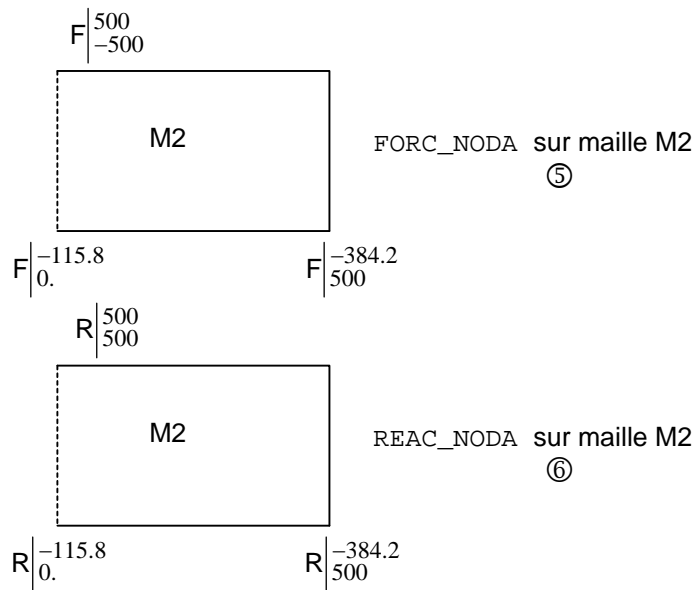 F 500
-500
M2
FORC_NODA sur maille M2
⑤
F -115.8
0.
F -384.2
500
R 500
500
M2
REAC_NODA sur maille M2
⑥
R -115.8
0.
R -384.2
500